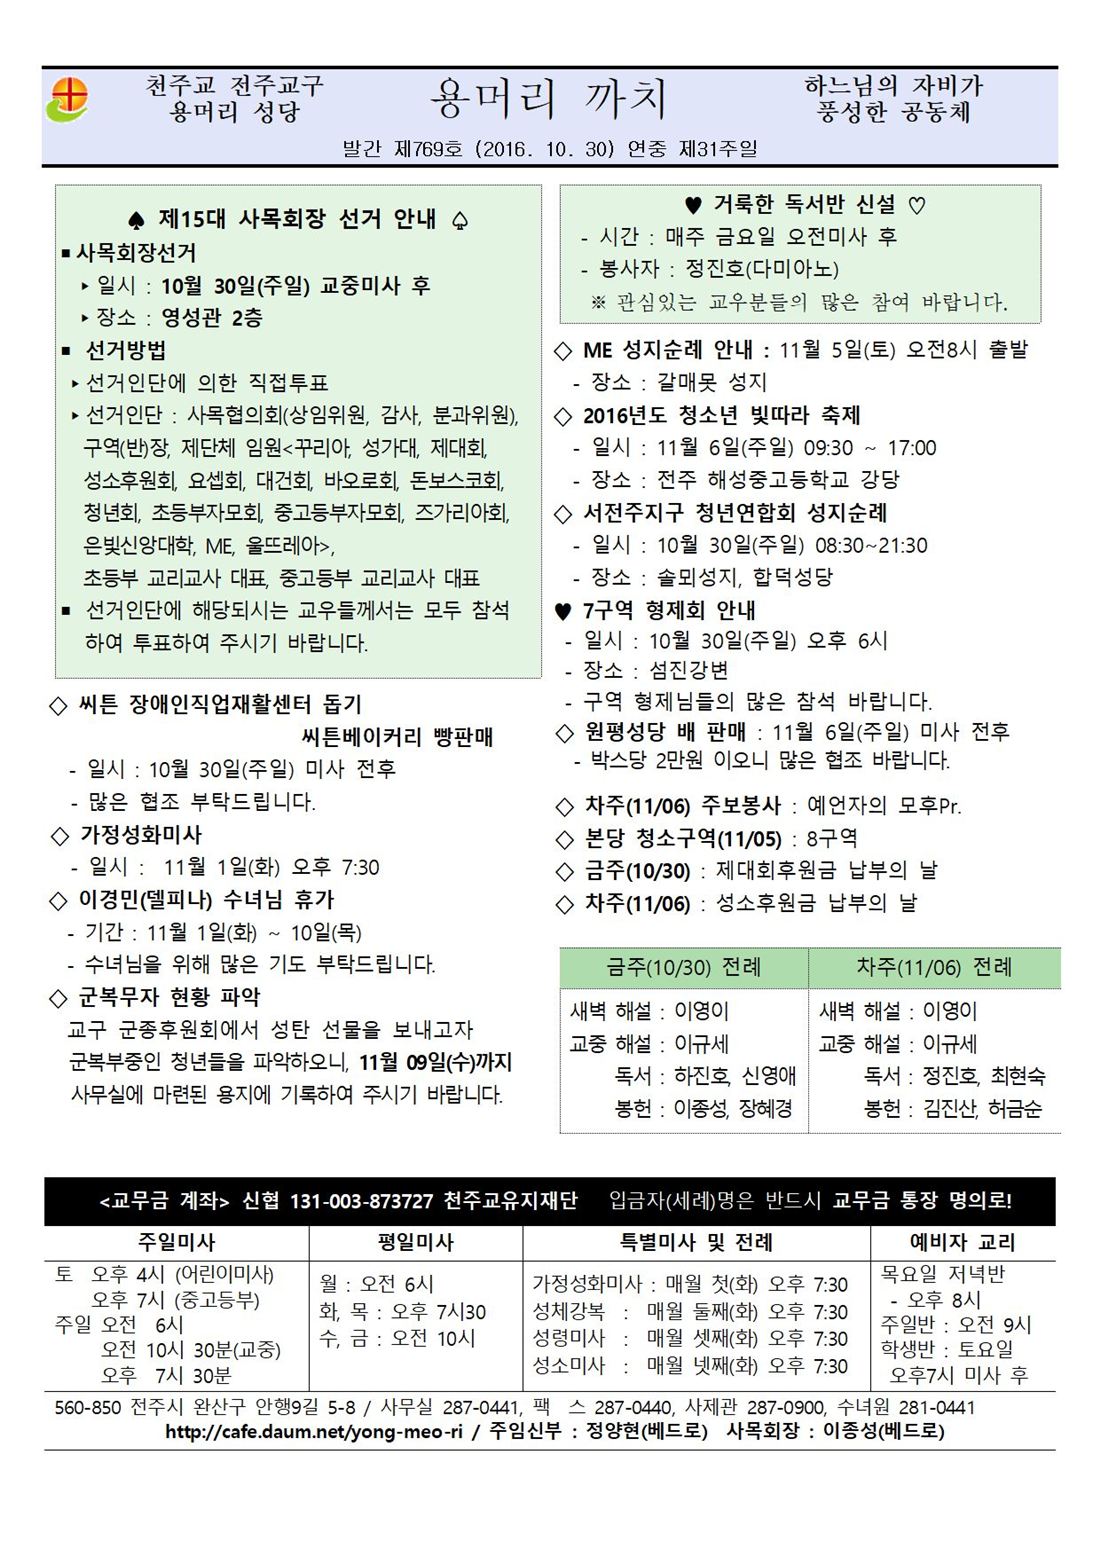 천주교 전주교구
용머리 성당
용머리 까치
하느님의 자비가
풍성한 공동체
발간 제769호 (2016. 10. 30) 연중 제31주일
♠ 제15대 사목회장 선거 안내 ♤
■ 사목회장선거
▸ 일시 : 10월 30일(주일) 교중미사 후
▸ 장소 : 영성관 2층
■ 선거방법
▸ 선거인단에 의한 직접투표
▸ 선거인단 : 사목협의회(상임위원, 감사, 분과위원),
구역(반)장, 제단체 임원<꾸리아, 성가대, 제대회,
성소후원회, 요셉회, 대건회, 바오로회, 돈보스코회,
청년회, 초등부자모회, 중고등부자모회, 즈가리아회,
은빛신앙대학, ME, 울뜨레아>,
초등부 교리교사 대표, 중고등부 교리교사 대표
■ 선거인단에 해당되시는 교우들께서는 모두 참석
하여 투표하여 주시기 바랍니다.
◇ 씨튼 장애인직업재활센터 돕기
씨튼베이커리 빵판매
- 일시 : 10월 30일(주일) 미사 전후
- 많은 협조 부탁드립니다.
◇ 가정성화미사
- 일시 : 11월 1일(화) 오후 7:30
◇ 이경민(델피나) 수녀님 휴가
- 기간 : 11월 1일(화) ~ 10일(목)
- 수녀님을 위해 많은 기도 부탁드립니다.
◇ 군복무자 현황 파악
교구 군종후원회에서 성탄 선물을 보내고자
군복부중인 청년들을 파악하오니, 11월 09일(수)까지
사무실에 마련된 용지에 기록하여 주시기 바랍니다.
♥ 거룩한 독서반 신설 ♡
- 시간 : 매주 금요일 오전미사 후
- 봉사자 : 정진호(다미아노)
※ 관심있는 교우분들의 많은 참여 바랍니다.
◇ ME 성지순례 안내 : 11월 5일(토) 오전8시 출발
- 장소 : 갈매못 성지
◇ 2016년도 청소년 빛따라 축제
- 일시 : 11월 6일(주일) 09:30 ~ 17:00
- 장소 : 전주 해성중고등학교 강당
◇ 서전주지구 청년연합회 성지순례
- 일시 : 10월 30일(주일) 08:30~21:30
- 장소 : 솔뫼성지, 합덕성당
♥ 7구역 형제회 안내
- 일시 : 10월 30일(주일) 오후 6시
- 장소 : 섬진강변
- 구역 형제님들의 많은 참석 바랍니다.
◇ 원평성당 배 판매 : 11월 6일(주일) 미사 전후
- 박스당 2만원 이오니 많은 협조 바랍니다.
◇ 차주(11/06) 주보봉사 : 예언자의 모후Pr.
◇ 본당 청소구역(11/05) : 8구역
◇ 금주(10/30) : 제대회후원금 납부의 날
◇ 차주(11/06) : 성소후원금 납부의 날
금주(10/30) 전례
새벽 해설 : 이영이
교중 해설 : 이규세
독서 : 하진호, 신영애
봉헌 : 이종성, 장혜경
차주(11/06) 전례
새벽 해설 : 이영이
교중 해설 : 이규세
독서 : 정진호, 최현숙
봉헌 : 김진산, 허금순
<교무금 계좌> 신협 131-003-873727 천주교유지재단 입금자(세례)명은 반드시 교무금 통장 명의로!
주일미사
토 오후 4시 (어린이미사)
오후 7시 (중고등부)
주일 오전 6시
오전 10시 30분(교중)
오후 7시 30분
평일미사
월 : 오전 6시
화, 목 : 오후 7시30
수, 금 : 오전 10시
특별미사 및 전례
가정성화미사 : 매월 첫(화) 오후 7:30
성체강복 : 매월 둘째(화) 오후 7:30
성령미사 : 매월 셋째(화) 오후 7:30
성소미사 : 매월 넷째(화) 오후 7:30
예비자 교리
목요일 저녁반
- 오후 8시
주일반 : 오전 9시
학생반 : 토요일
오후7시 미사 후
560-850 전주시 완산구 안행9길 5-8 / 사무실 287-0441, 팩 스 287-0440, 사제관 287-0900, 수녀원 281-0441
http://cafe.daum.net/yong-meo-ri / 주임신부 : 정양현(베드로) 사목회장 : 이종성(베드로)